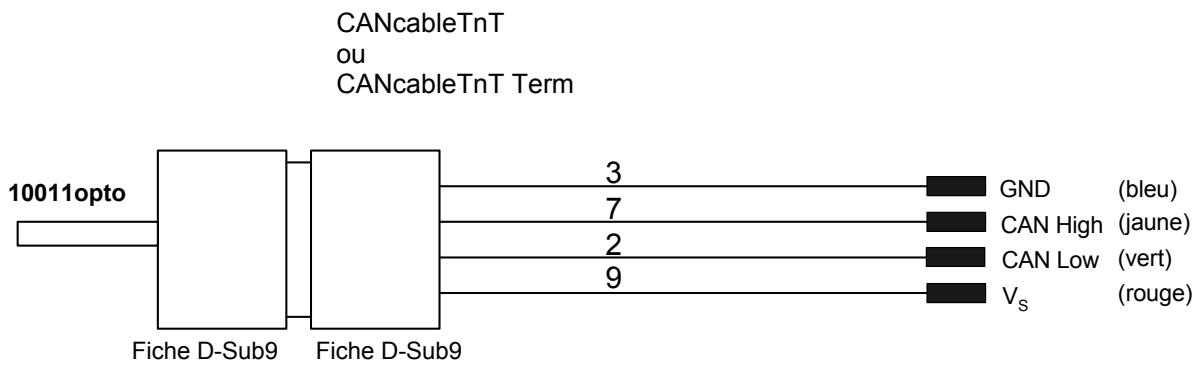 CANcableTnT
ou
CANcableTnT Term
10011opto
3
GND (bleu)
7
CAN High (jaune)
2
CAN Low (vert)
9
VS (rouge)
Fiche D-Sub9 Fiche D-Sub9